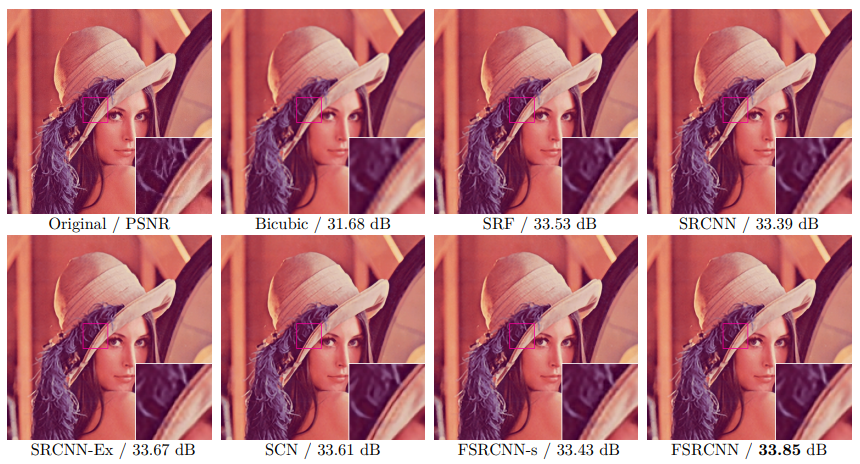 Original / PSNR
Bicubic / 31.68 dB
SRF / 33.53 dB
SRCNN / 33.39 dB
SRCNN-Ex / 33.67 dB
SCN / 33.61 dB
FSRCNN-s / 33.43 dB
FSRCNN / 33.85 dB